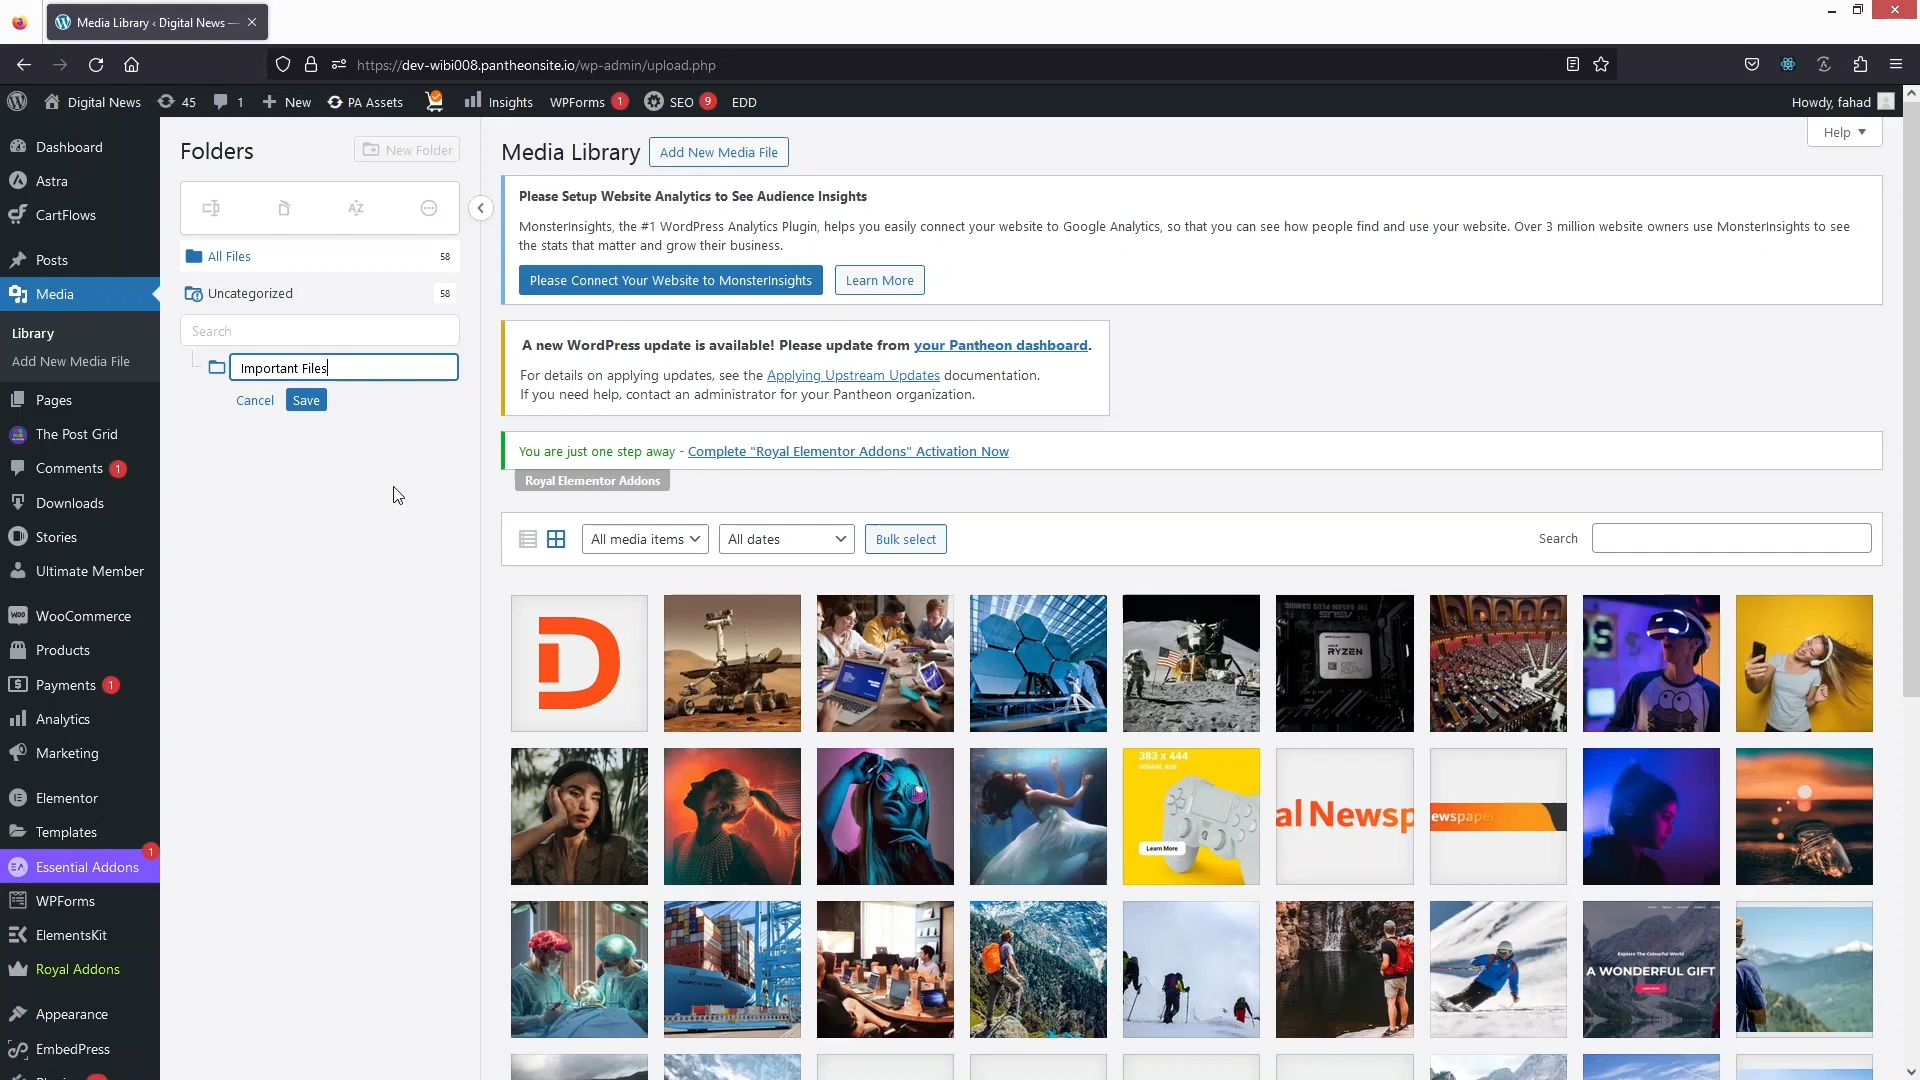 Media Library ‹ Digital News —
https://dev-wibi008.pantheonsite.io/wp-admin/upload.php
Digital News
45
1
New
PA Assets
Insights
WPForms 1
SEO 9
EDD
Howdy, fahad
Dashboard
Astra
CartFlows
Posts
Media
Library
Add New Media File
Pages
The Post Grid
Comments 1
Downloads
Stories
Ultimate Member
WooCommerce
Products
Payments 1
Analytics
Marketing
Elementor
Templates
Essential Addons
1
WPForms
ElementsKit
Royal Addons
Appearance
EmbedPress
Folders
New Folder
All Files 58
Uncategorized 58
Search
Important Files
Cancel Save
Help
Media Library
Add New Media File
Please Setup Website Analytics to See Audience Insights
MonsterInsights, the #1 WordPress Analytics Plugin, helps you easily connect your website to Google Analytics, so that you can see how people find and use your website. Over 3 million website owners use MonsterInsights to see
the stats that matter and grow their business.
Please Connect Your Website to MonsterInsights
Learn More
A new WordPress update is available! Please update from your Pantheon dashboard.
For details on applying updates, see the Applying Upstream Updates documentation.
If you need help, contact an administrator for your Pantheon organization.
You are just one step away - Complete "Royal Elementor Addons" Activation Now
Royal Elementor Addons
All media items
All dates
Bulk select
Search
D
RYZEN
383 x 444
SQUARE ADS
Learn More
al Newsp
ewspaper
Explore The Colourful World
A WONDERFUL GIFT